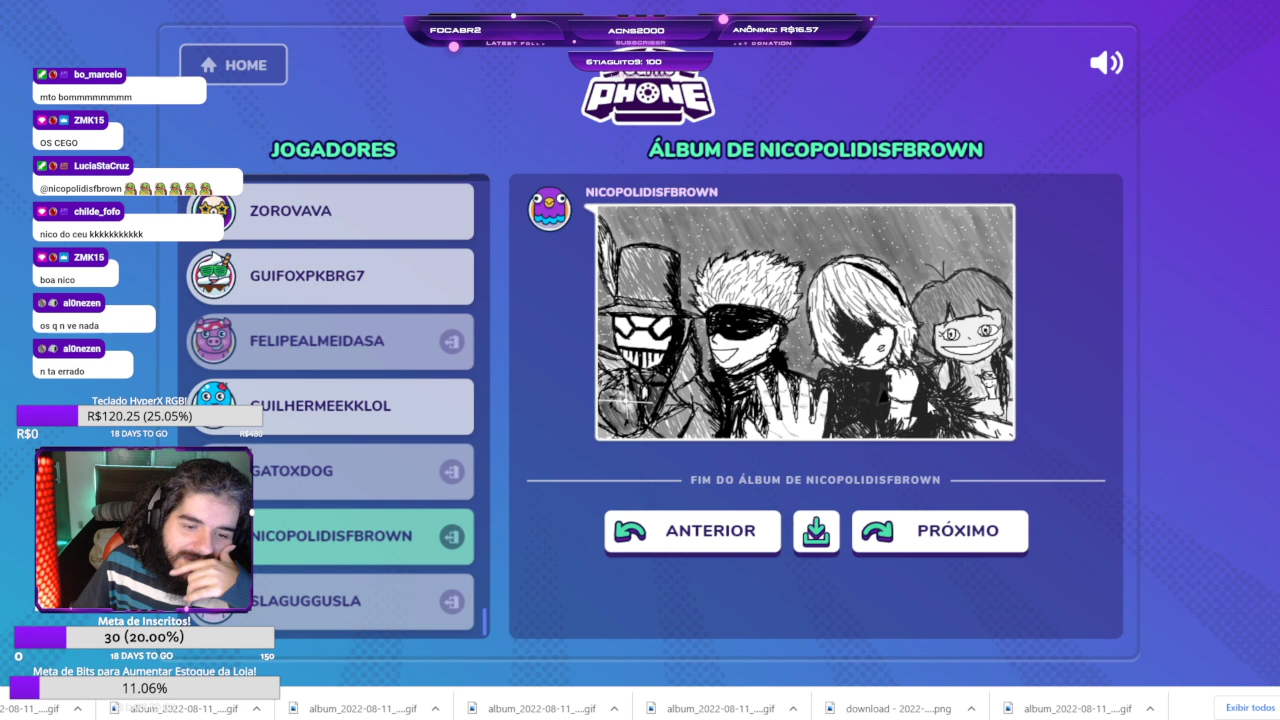 FOCABR2
LATEST FOLL
ACNS2000
SUBSCRIBER
ANÔNIMO: R$16.57
ST DONATION
6TIAGUITO9: 100
HOME
PHONE
bo_marcelo
mto bommmmmmmm
ZMK15
OS CEGO
LuciaStaCruz
@nicopolidisfbrown
childe_fofo
nico do ceu kkkkkkkkkkk
ZMK15
boa nico
al0nezen
os q n ve nada
al0nezen
n ta errado
Teclado HyperX RGB!
R$120.25 (25.05%)
R$0
18 DAYS TO GO
R$480
Meta de Inscritos!
30 (20.00%)
0
18 DAYS TO GO
150
Meta de Bits para Aumentar Estoque da Loja!
11.06%
JOGADORES
ZOROVAVA
GUIFOXPKBRG7
FELIPEALMEIDASA
GUILHERMEEKKLOL
GATOXDOG
NICOPOLIDISFBROWN
SLAGUGGUSLA
ÁLBUM DE NICOPOLIDISFBROWN
NICOPOLIDISFBROWN
FIM DO ÁLBUM DE NICOPOLIDISFBROWN
ANTERIOR
PRÓXIMO
2-08-11_....gif
album_2022-08-11_....gif
album_2022-08-11_....gif
album_2022-08-11_....gif
album_2022-08-11_....gif
download - 2022-....png
album_2022-08-11_....gif
Exibir todos